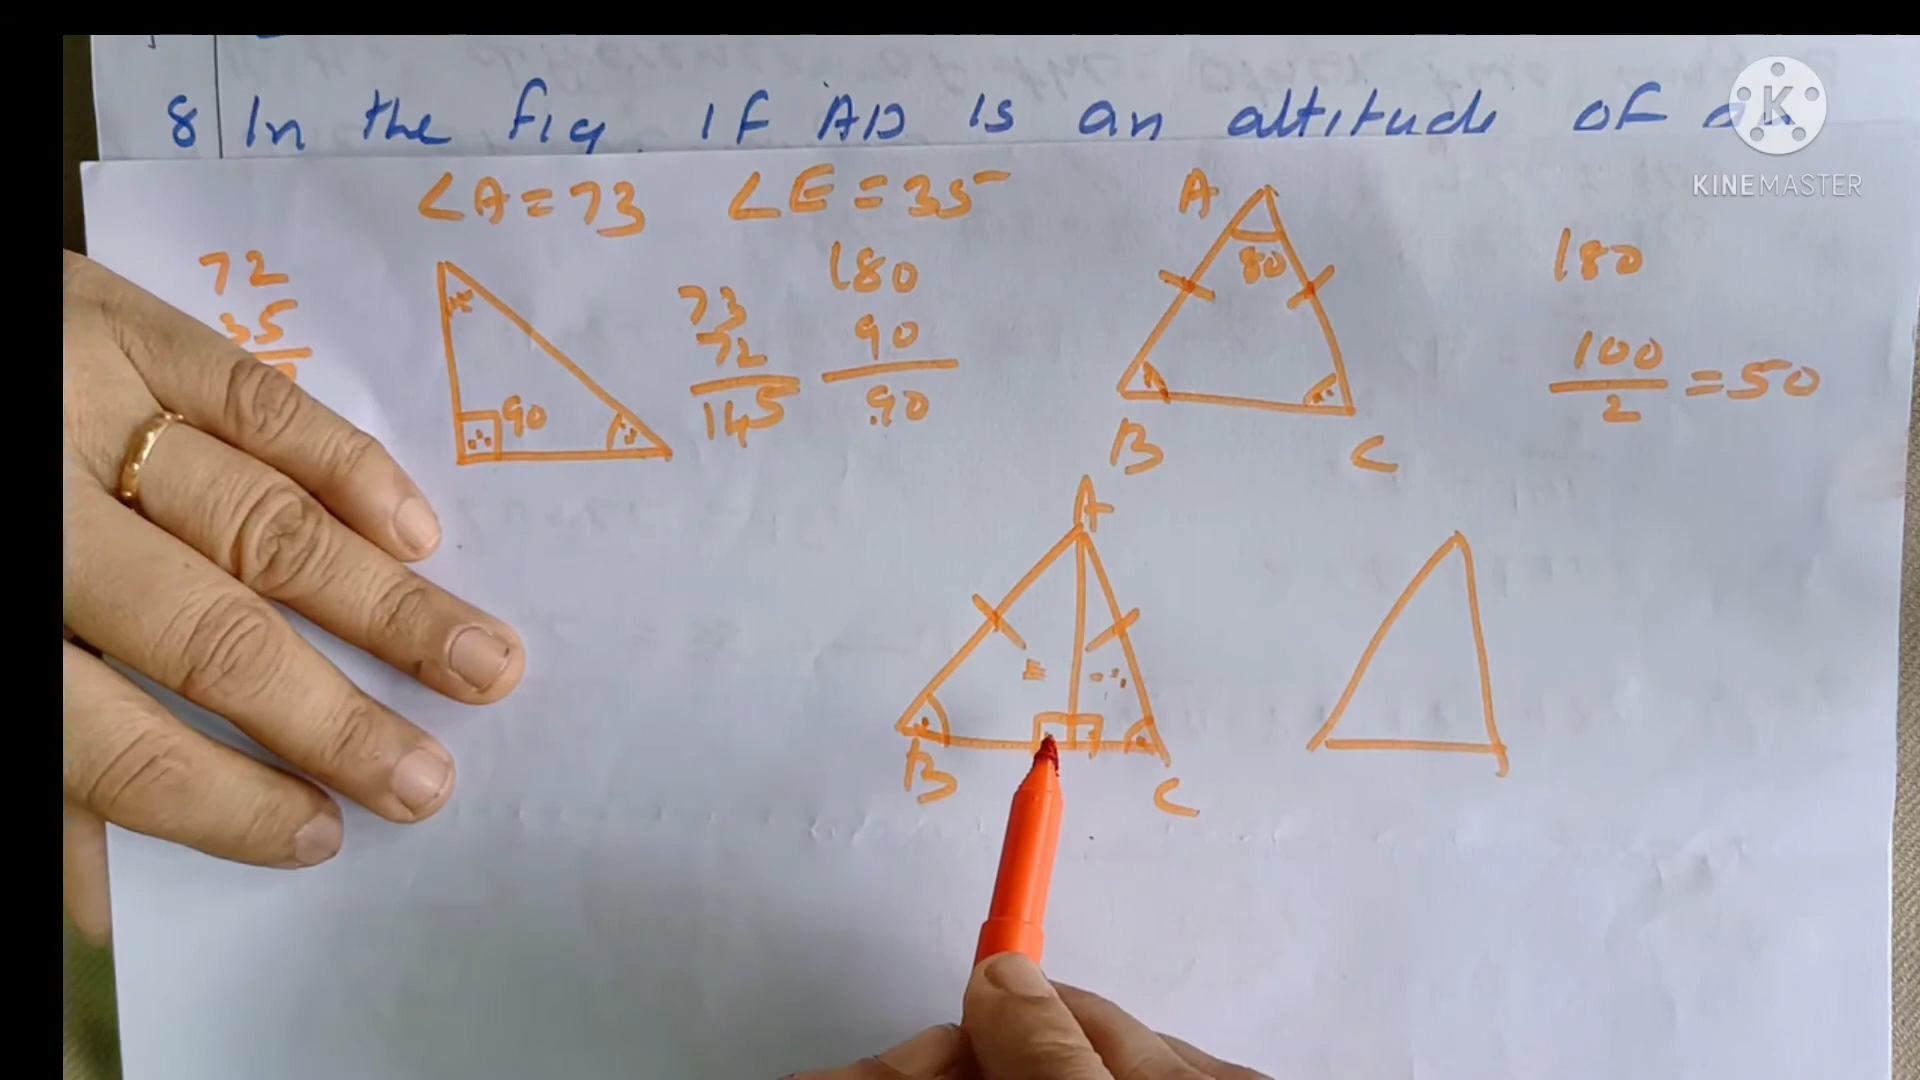 8 In the fig. If AD is an altitude of
∠A = 73 ∠E = 35
KINEMASTER
72
35
90
73
72
145
180
90
90
A
80
B
C
180
100
2
= 50
A
B
C